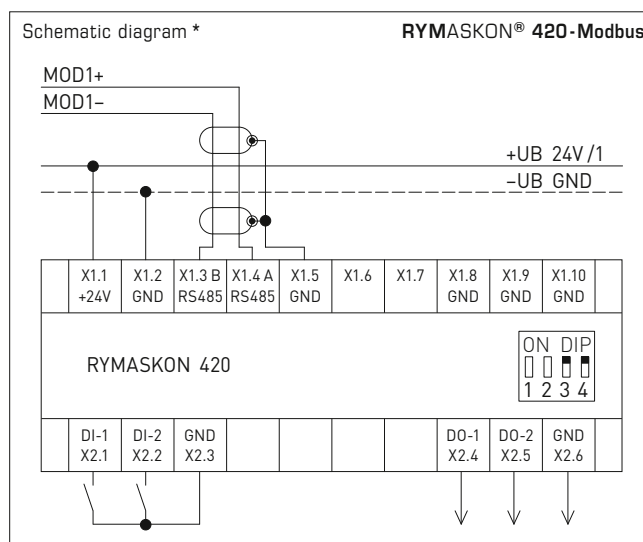 Schematic diagram * RYMASKON® 420-Modbus
MOD1+
MOD1–
+UB 24V/1
–UB GND
X1.1 X1.2 X1.3 B X1.4 A X1.5 X1.6 X1.7 X1.8 X1.9 X1.10
+24V GND RS485 RS485 GND GND GND GND
ON DIP
RYMASKON 420
1 2 3 4
DI-1 DI-2 GND DO-1 DO-2 GND
X2.1 X2.2 X2.3 X2.4 X2.5 X2.6